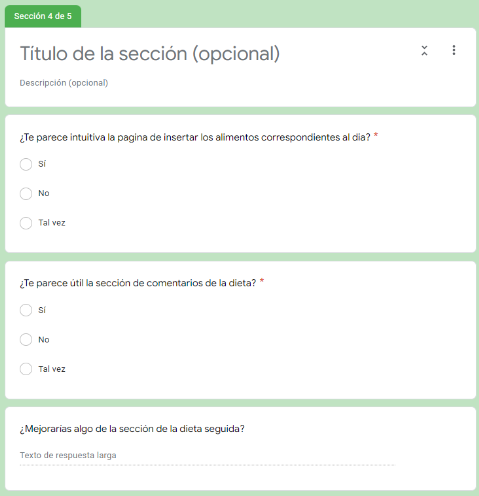 Sección 4 de 5
Título de la sección (opcional)
Descripción (opcional)
¿Te parece intuitiva la pagina de insertar los alimentos correspondientes al dia? *
Sí
No
Tal vez
¿Te parece útil la sección de comentarios de la dieta? *
Sí
No
Tal vez
¿Mejorarías algo de la sección de la dieta seguida?
Texto de respuesta larga